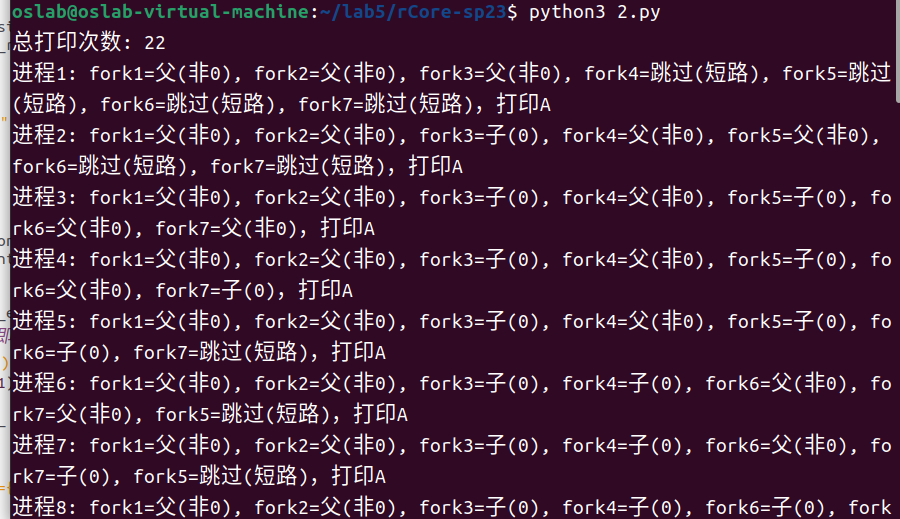 oslab@oslab-virtual-machine:~/lab5/rCore-sp23$ python3 2.py
总打印次数: 22
进程1: fork1=父(非0), fork2=父(非0), fork3=父(非0), fork4=跳过(短路), fork5=跳过
(短路), fork6=跳过(短路), fork7=跳过(短路)，打印A
进程2: fork1=父(非0), fork2=父(非0), fork3=子(0), fork4=父(非0), fork5=父(非0),
fork6=跳过(短路), fork7=跳过(短路)，打印A
进程3: fork1=父(非0), fork2=父(非0), fork3=子(0), fork4=父(非0), fork5=子(0), fo
rk6=父(非0), fork7=父(非0)，打印A
进程4: fork1=父(非0), fork2=父(非0), fork3=子(0), fork4=父(非0), fork5=子(0), fo
rk6=父(非0), fork7=子(0)，打印A
进程5: fork1=父(非0), fork2=父(非0), fork3=子(0), fork4=父(非0), fork5=子(0), fo
rk6=子(0), fork7=跳过(短路)，打印A
进程6: fork1=父(非0), fork2=父(非0), fork3=子(0), fork4=子(0), fork6=父(非0), fo
rk7=父(非0), fork5=跳过(短路)，打印A
进程7: fork1=父(非0), fork2=父(非0), fork3=子(0), fork4=子(0), fork6=父(非0), fo
rk7=子(0), fork5=跳过(短路)，打印A
进程8: fork1=父(非0), fork2=父(非0), fork3=子(0), fork4=子(0), fork6=子(0), fork